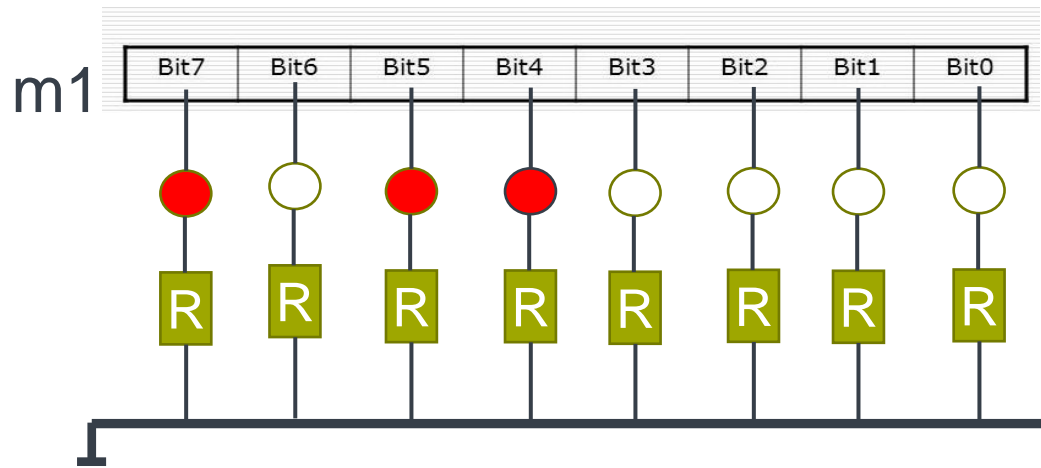 m1 Bit7 Bit6 Bit5 Bit4 Bit3 Bit2 Bit1 Bit0
R R R R R R R R